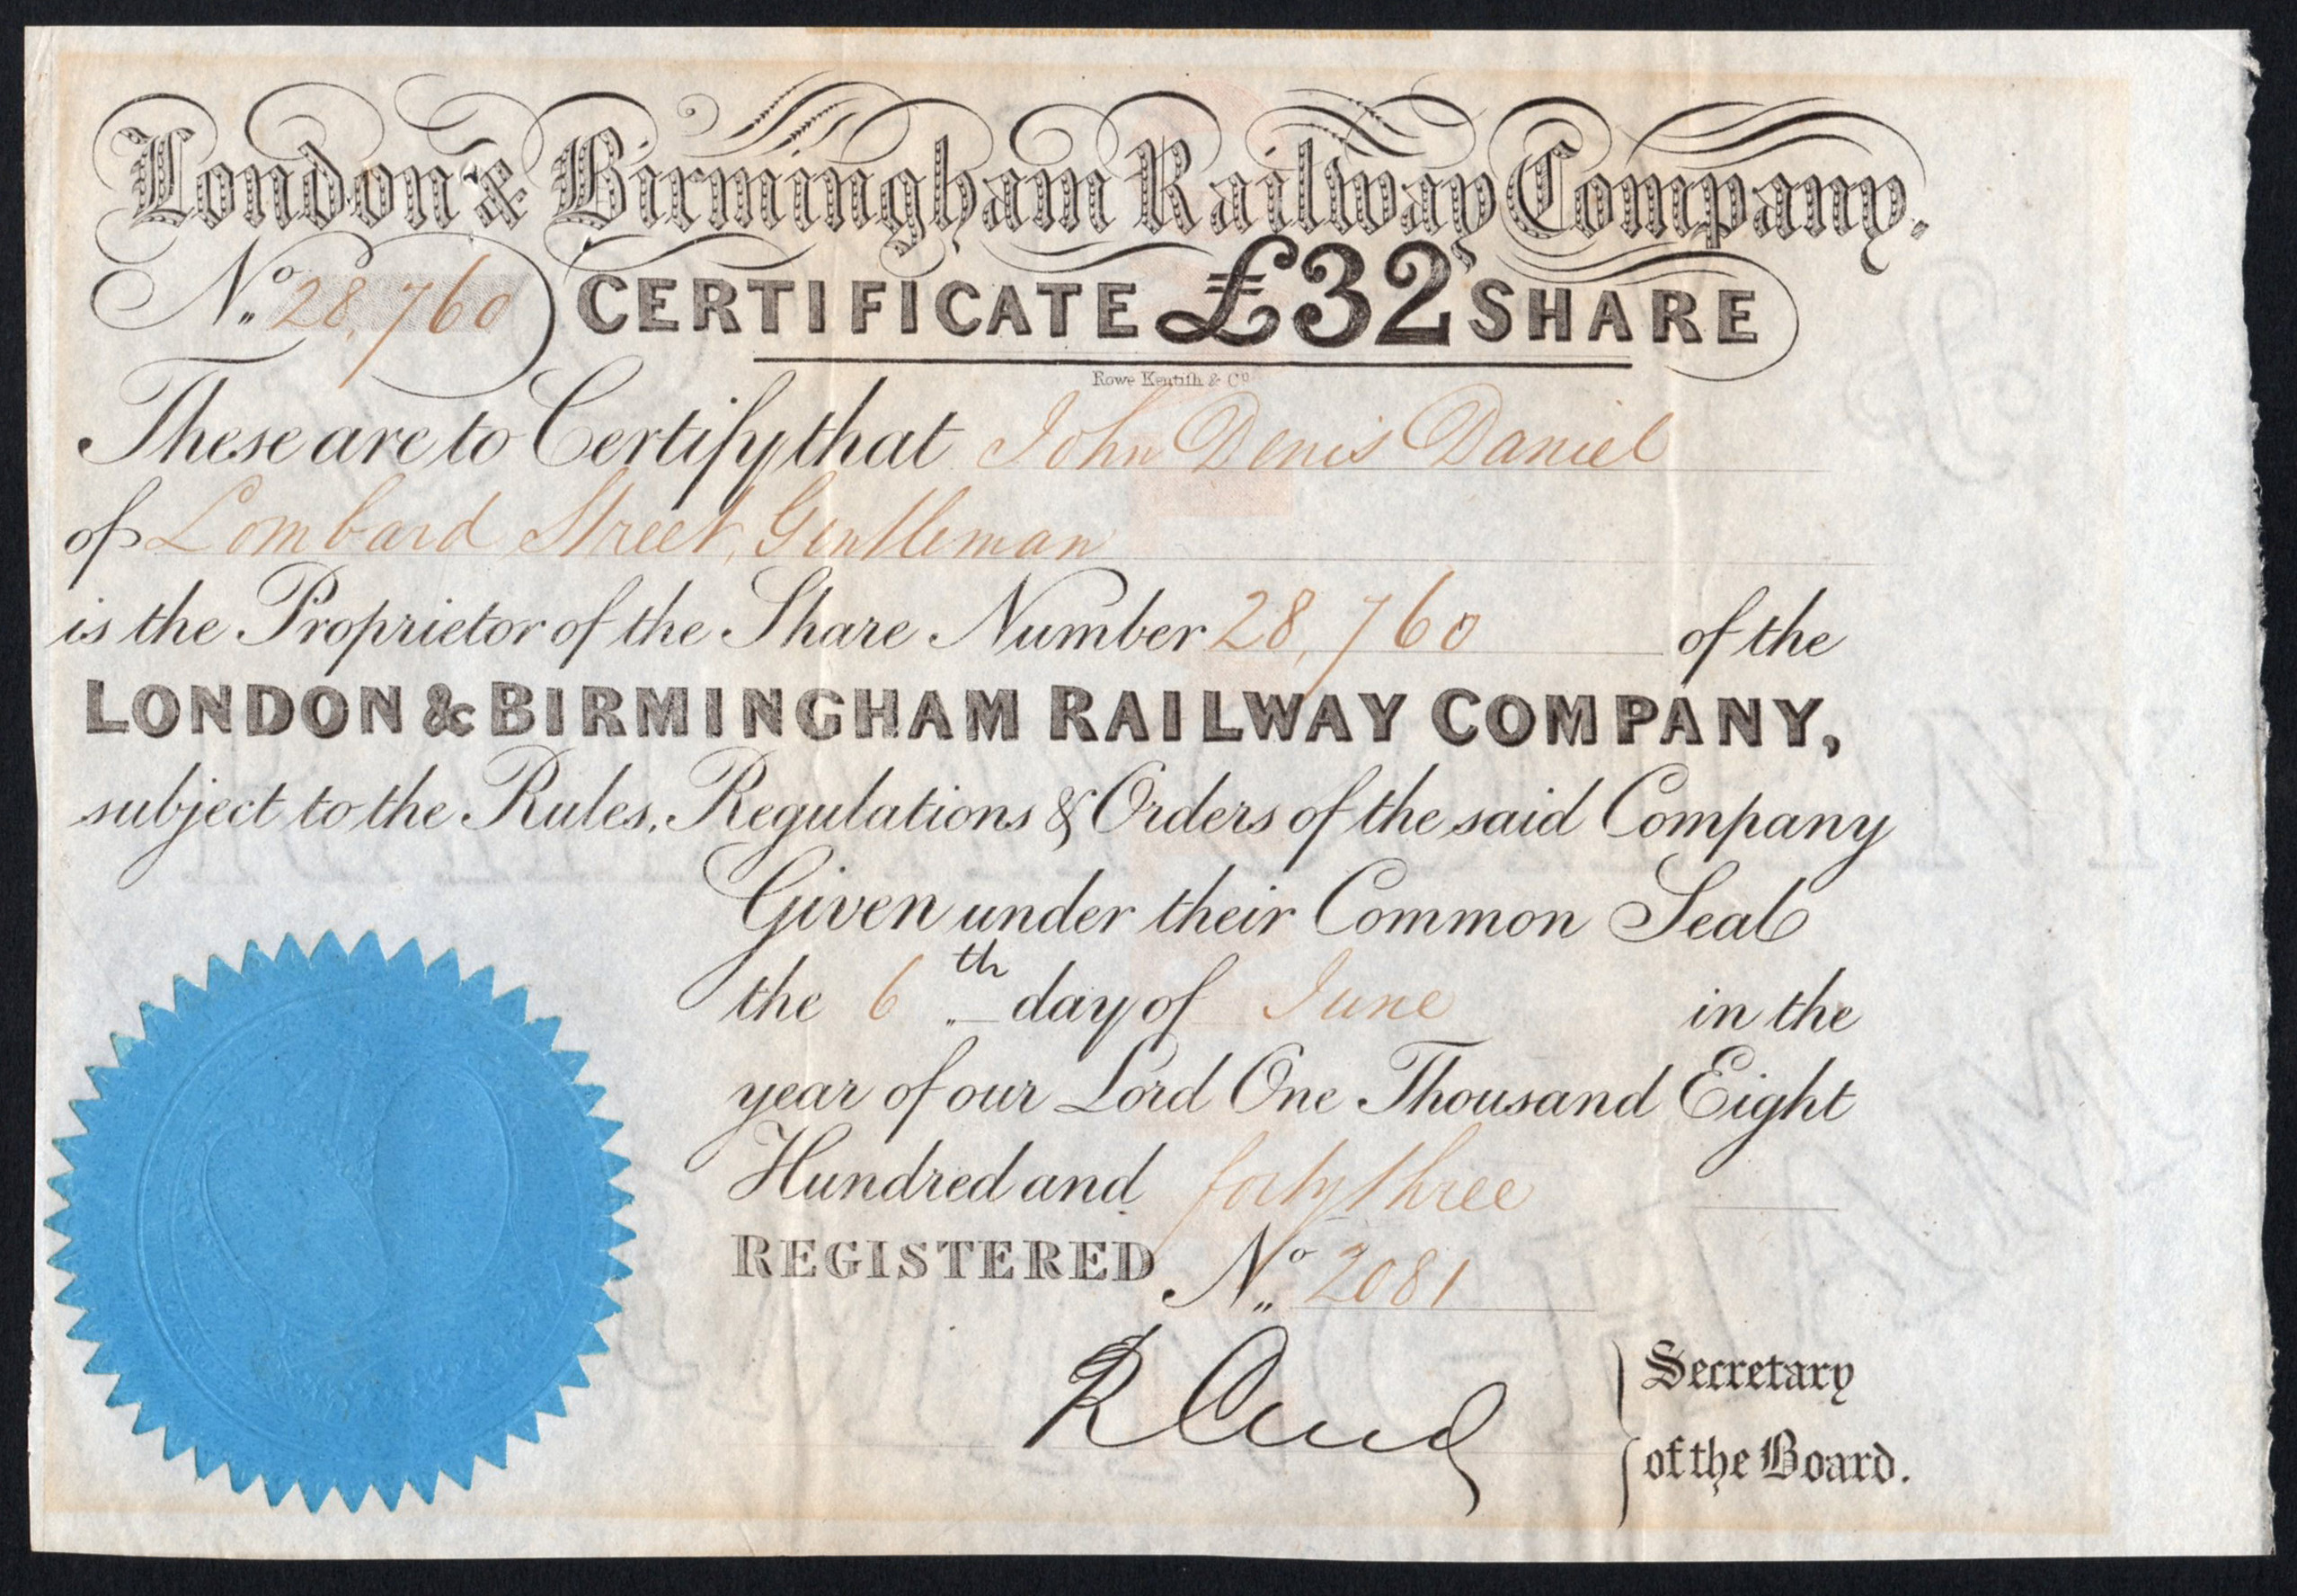 London & Birmingham Railway Company.
No. 28,760 CERTIFICATE £32 SHARE
Rowe Kentish & Co
These are to Certify that John Denis Daniel
of Lombard Street, Gentleman
is the Proprietor of the Share Number 28,760 of the
LONDON & BIRMINGHAM RAILWAY COMPANY,
subject to the Rules, Regulations & Orders of the said Company
Given under their Common Seal
the 6th day of June in the
year of our Lord One Thousand Eight
Hundred and forty three
REGISTERED No. 2081
R Creed
Secretary
of the Board.